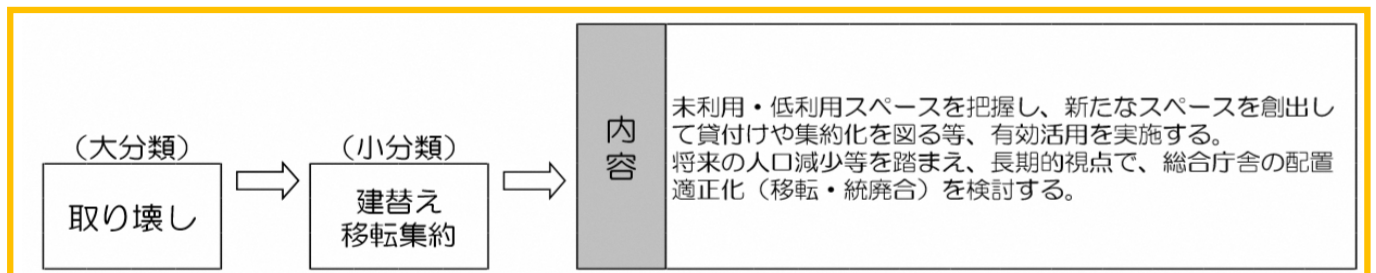 （大分類）
取り壊し
（小分類）
建替え
移転集約
内
容
未利用・低利用スペースを把握し、新たなスペースを創出し
て貸付けや集約化を図る等、有効活用を実施する。
将来の人口減少等を踏まえ、長期的視点で、総合庁舎の配置
適正化（移転・統廃合）を検討する。